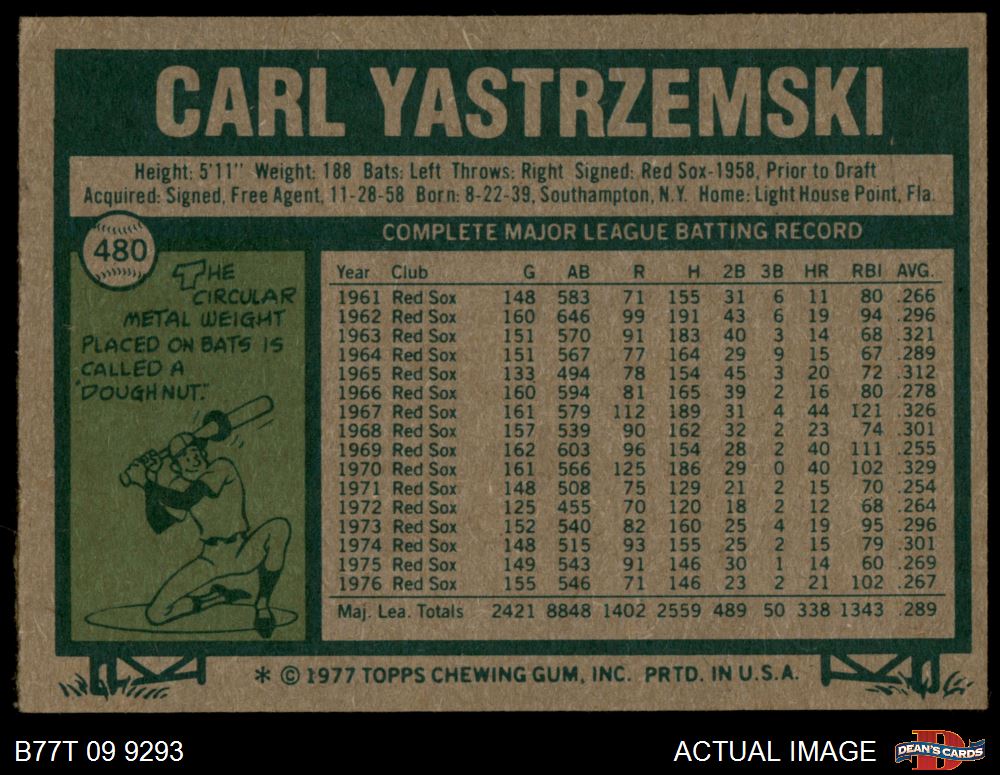 CARL YASTRZEMSKI
Height: 5'11" Weight: 188 Bats: Left Throws: Right Signed: Red Sox-1958, Prior to Draft
Acquired: Signed, Free Agent, 11-28-58 Born: 8-22-39, Southampton, N.Y. Home: Light House Point, Fla.
480
THE
CIRCULAR
METAL WEIGHT
PLACED ON BATS IS
CALLED A
"DOUGHNUT."
COMPLETE MAJOR LEAGUE BATTING RECORD
Year Club G AB R H 2B 3B HR RBI AVG.
1961 Red Sox 148 583 71 155 31 6 11 80 .266
1962 Red Sox 160 646 99 191 43 6 19 94 .296
1963 Red Sox 151 570 91 183 40 3 14 68 .321
1964 Red Sox 151 567 77 164 29 9 15 67 .289
1965 Red Sox 133 494 78 154 45 3 20 72 .312
1966 Red Sox 160 594 81 165 39 2 16 80 .278
1967 Red Sox 161 579 112 189 31 4 44 121 .326
1968 Red Sox 157 539 90 162 32 2 23 74 .301
1969 Red Sox 162 603 96 154 28 2 40 111 .255
1970 Red Sox 161 566 125 186 29 0 40 102 .329
1971 Red Sox 148 508 75 129 21 2 15 70 .254
1972 Red Sox 125 455 70 120 18 2 12 68 .264
1973 Red Sox 152 540 82 160 25 4 19 95 .296
1974 Red Sox 148 515 93 155 25 2 15 79 .301
1975 Red Sox 149 543 91 146 30 1 14 60 .269
1976 Red Sox 155 546 71 146 23 2 21 102 .267
Maj. Lea. Totals 2421 8848 1402 2559 489 50 338 1343 .289
* © 1977 TOPPS CHEWING GUM, INC. PRTD. IN U.S.A.
B77T 09 9293
ACTUAL IMAGE
D
DEAN'S CARDS